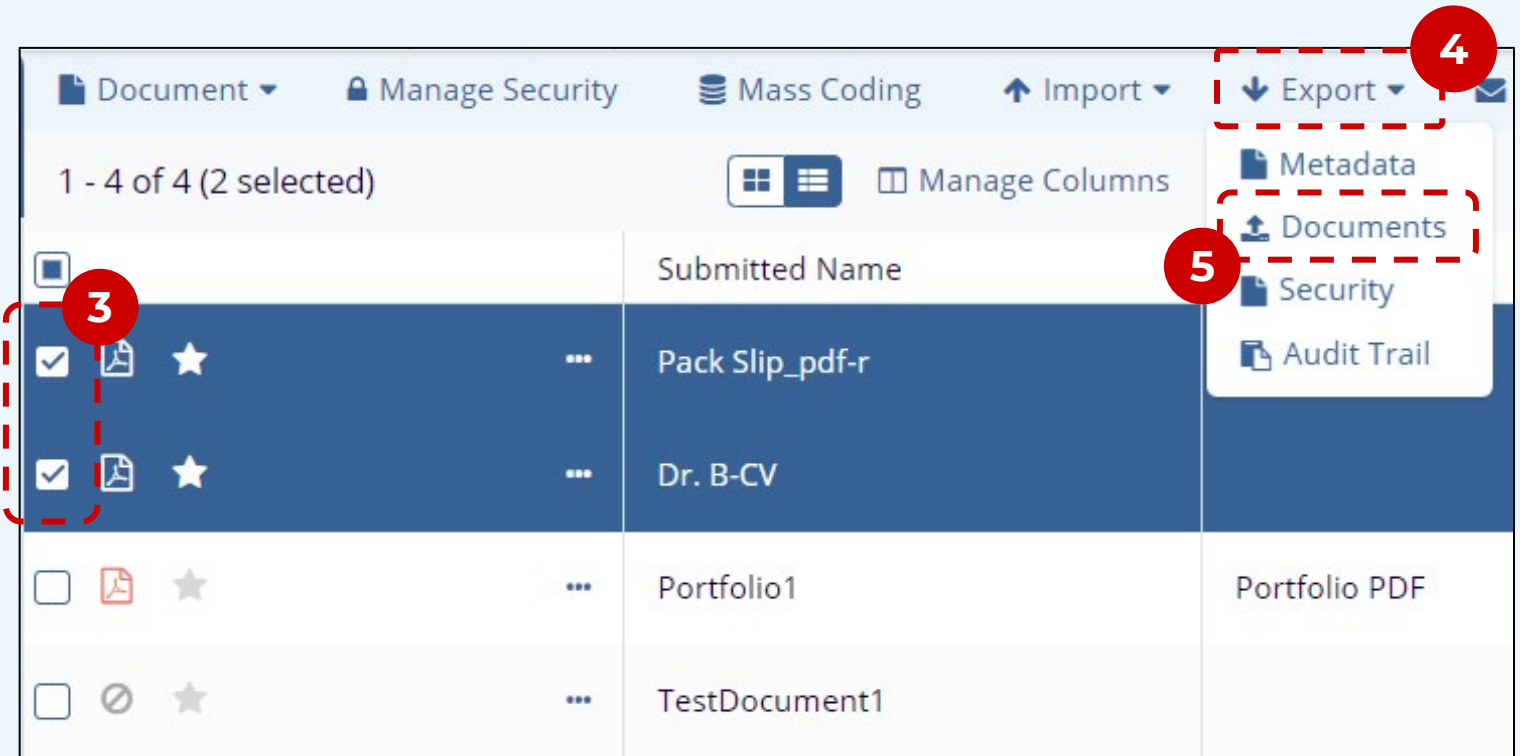 4
Document Manage Security Mass Coding Import Export
1 - 4 of 4 (2 selected) Manage Columns
Metadata
Documents
5
Submitted Name
Security
3
Audit Trail
Pack Slip_pdf-r
Dr. B-CV
Portfolio1 Portfolio PDF
TestDocument1